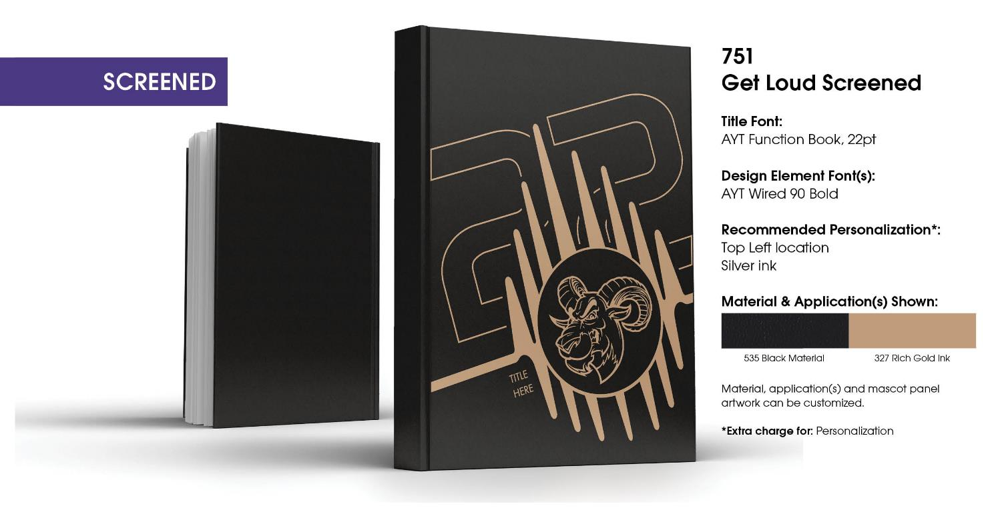 SCREENED
TITLE
HERE
751
Get Loud Screened
Title Font:
AYT Function Book, 22pt
Design Element Font(s):
AYT Wired 90 Bold
Recommended Personalization*:
Top Left location
Silver ink
Material & Application(s) Shown:
535 Black Material
327 Rich Gold Ink
Material, application(s) and mascot panel
artwork can be customized.
*Extra charge for: Personalization